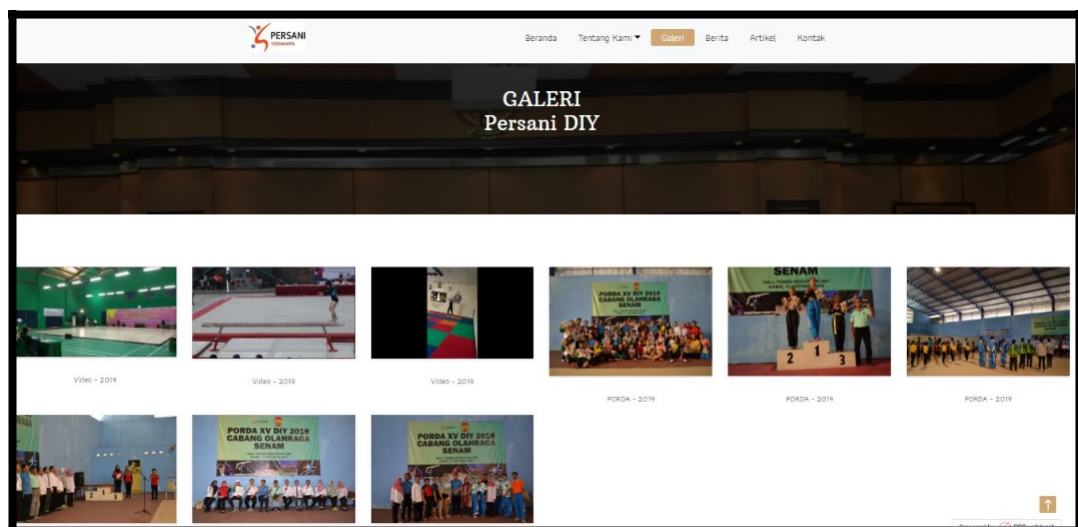 PERSANI
Beranda Tentang Kami Galeri Berita Artikel Kontak
GALERI
Persani DIY
Video - 2019
Video - 2019
Video - 2019
PORDA XV DIY 2019
CABANG OLAHRAGA
SENAM
PORDA - 2019
SENAM
2 1 3
PORDA - 2019
PORDA - 2019
2 1
PORDA XV DIY 2019
CABANG OLAHRAGA
SENAM
PORDA XV DIY 2019
CABANG OLAHRAGA
SENAM